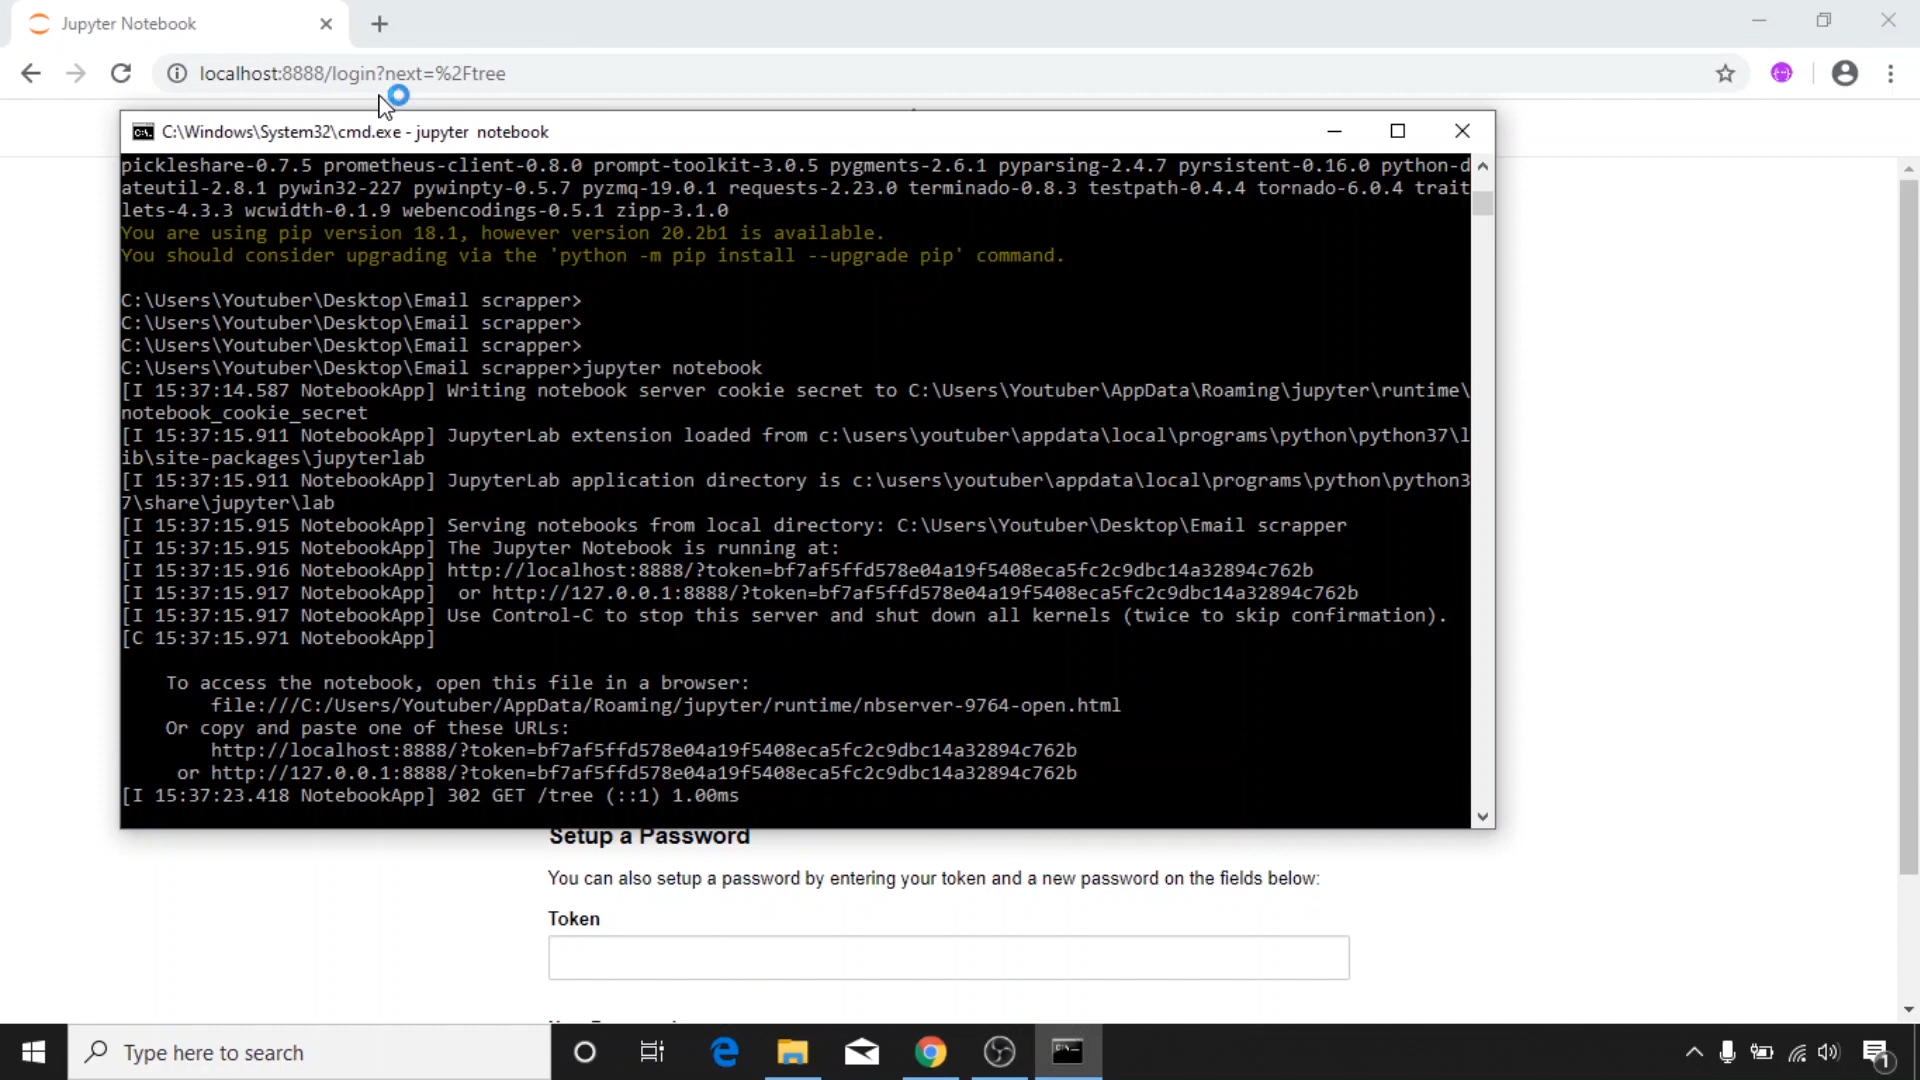 Jupyter Notebook
localhost:8888/login?next=%2Ftree
C:\Windows\System32\cmd.exe - jupyter  notebook
pickleshare-0.7.5 prometheus-client-0.8.0 prompt-toolkit-3.0.5 pygments-2.6.1 pyparsing-2.4.7 pyrsistent-0.16.0 python-d
ateutil-2.8.1 pywin32-227 pywinpty-0.5.7 pyzmq-19.0.1 requests-2.23.0 terminado-0.8.3 testpath-0.4.4 tornado-6.0.4 trait
lets-4.3.3 wcwidth-0.1.9 webencodings-0.5.1 zipp-3.1.0
You are using pip version 18.1, however version 20.2b1 is available.
You should consider upgrading via the 'python -m pip install --upgrade pip' command.
C:\Users\Youtuber\Desktop\Email scrapper>
C:\Users\Youtuber\Desktop\Email scrapper>
C:\Users\Youtuber\Desktop\Email scrapper>
C:\Users\Youtuber\Desktop\Email scrapper>jupyter notebook
[I 15:37:14.587 NotebookApp] Writing notebook server cookie secret to C:\Users\Youtuber\AppData\Roaming\jupyter\runtime\
notebook_cookie_secret
[I 15:37:15.911 NotebookApp] JupyterLab extension loaded from c:\users\youtuber\appdata\local\programs\python\python37\l
ib\site-packages\jupyterlab
[I 15:37:15.911 NotebookApp] JupyterLab application directory is c:\users\youtuber\appdata\local\programs\python\python3
7\share\jupyter\lab
[I 15:37:15.915 NotebookApp] Serving notebooks from local directory: C:\Users\Youtuber\Desktop\Email scrapper
[I 15:37:15.915 NotebookApp] The Jupyter Notebook is running at:
[I 15:37:15.916 NotebookApp] http://localhost:8888/?token=bf7af5ffd578e04a19f5408eca5fc2c9dbc14a32894c762b
[I 15:37:15.917 NotebookApp]  or http://127.0.0.1:8888/?token=bf7af5ffd578e04a19f5408eca5fc2c9dbc14a32894c762b
[I 15:37:15.917 NotebookApp] Use Control-C to stop this server and shut down all kernels (twice to skip confirmation).
[C 15:37:15.971 NotebookApp]
To access the notebook, open this file in a browser:
file:///C:/Users/Youtuber/AppData/Roaming/jupyter/runtime/nbserver-9764-open.html
Or copy and paste one of these URLs:
http://localhost:8888/?token=bf7af5ffd578e04a19f5408eca5fc2c9dbc14a32894c762b
or http://127.0.0.1:8888/?token=bf7af5ffd578e04a19f5408eca5fc2c9dbc14a32894c762b
[I 15:37:23.418 NotebookApp] 302 GET /tree (::1) 1.00ms
Setup a Password
You can also setup a password by entering your token and a new password on the fields below:
Token
Type here to search
1